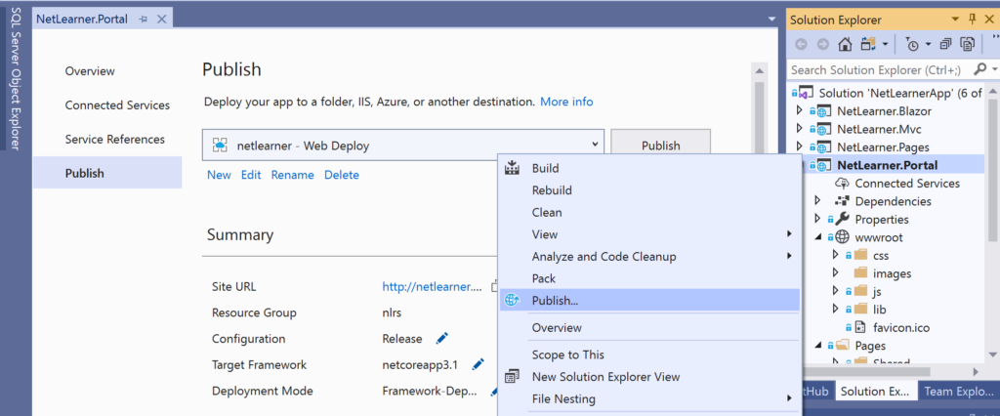 SQL Server Object Explorer
NetLearner.Portal
Overview
Connected Services
Service References
Publish
Publish
Deploy your app to a folder, IIS, Azure, or another destination. More info
netlearner - Web Deploy
Publish
New Edit Rename Delete
Summary
Site URL http://netlearner....
Resource Group nlrs
Configuration Release
Target Framework netcoreapp3.1
Deployment Mode Framework-Dep...
Build
Rebuild
Clean
View
Analyze and Code Cleanup
Pack
Publish...
Overview
Scope to This
New Solution Explorer View
File Nesting
Solution Explorer
Search Solution Explorer (Ctrl+;)
Solution 'NetLearnerApp' (6 of
NetLearner.Blazor
NetLearner.Mvc
NetLearner.Pages
NetLearner.Portal
Connected Services
Dependencies
Properties
wwwroot
css
images
js
lib
favicon.ico
Pages
Shared
tHub Solution Ex... Team Explo...